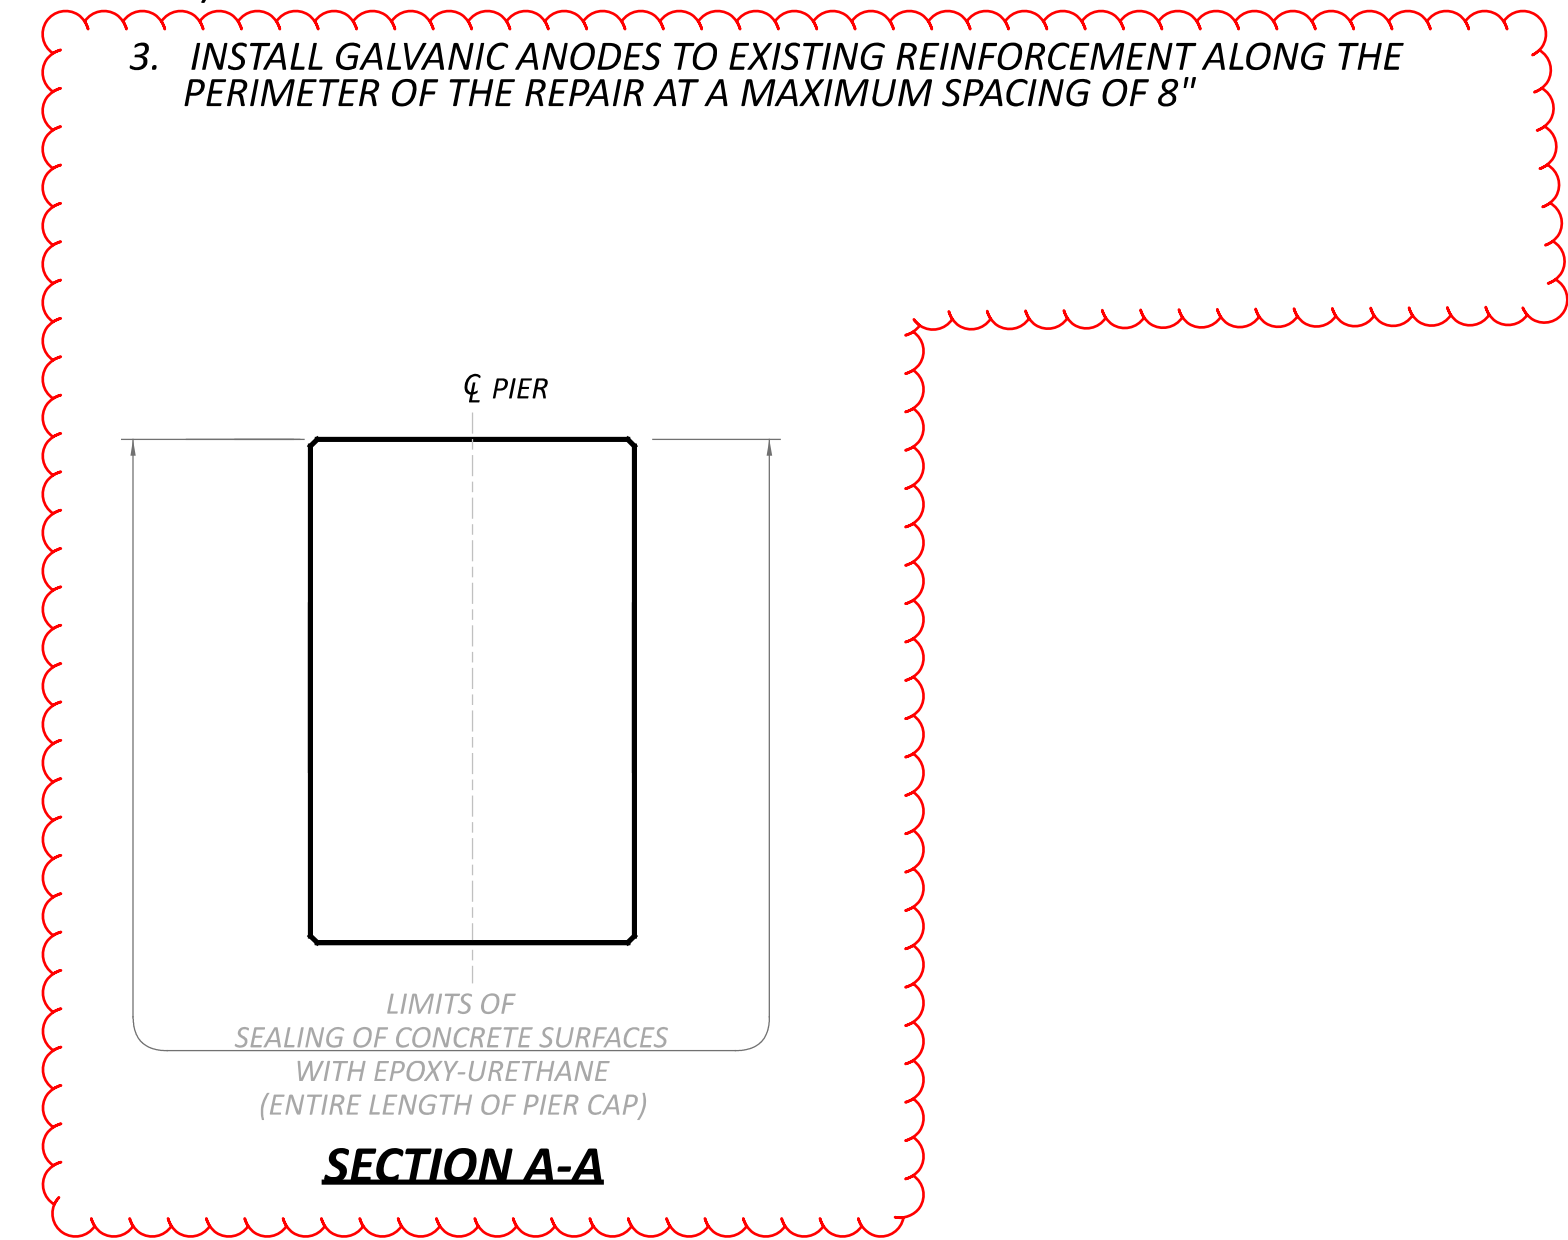 3. INSTALL GALVANIC ANODES TO EXISTING REINFORCEMENT ALONG THE
PERIMETER OF THE REPAIR AT A MAXIMUM SPACING OF 8"
℄ PIER
LIMITS OF
SEALING OF CONCRETE SURFACES
WITH EPOXY-URETHANE
(ENTIRE LENGTH OF PIER CAP)
SECTION A-A